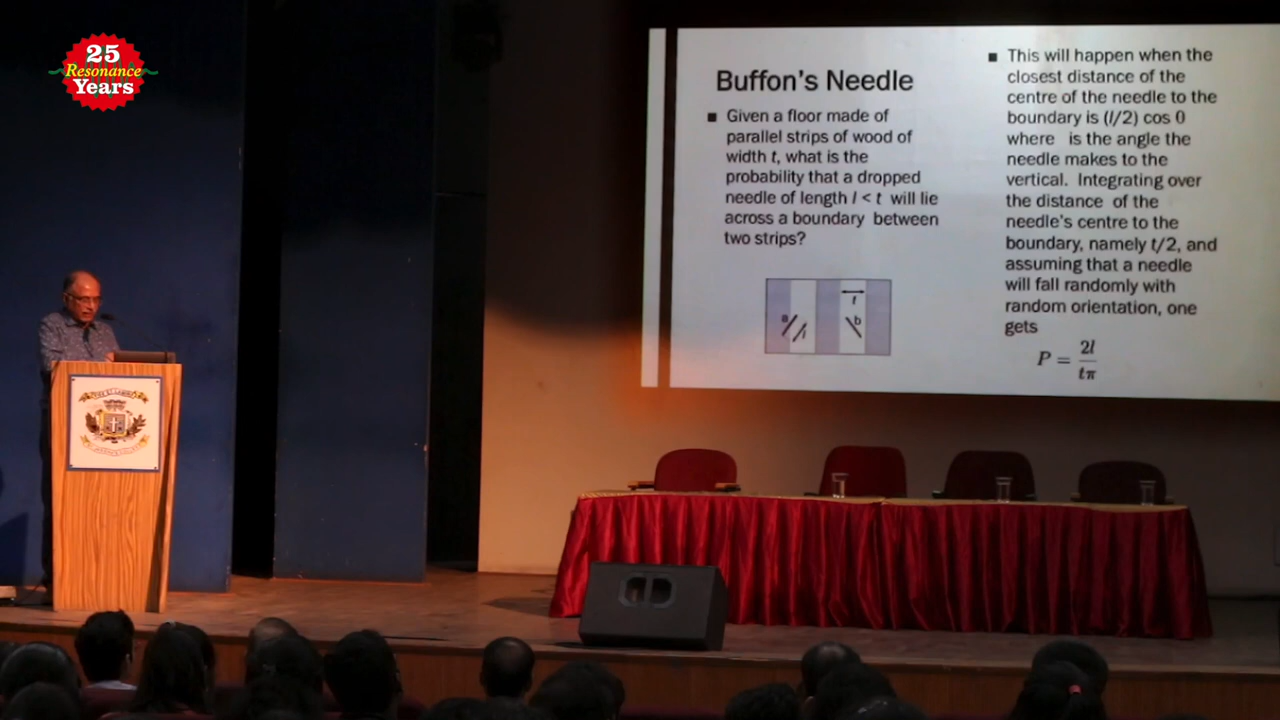 25
Resonance
Years
Buffon's Needle
■ Given a floor made of
parallel strips of wood of
width t, what is the
probability that a dropped
needle of length l < t will lie
across a boundary between
two strips?
t
a
l
b
■ This will happen when the
closest distance of the
centre of the needle to the
boundary is (l/2) cos θ
where is the angle the
needle makes to the
vertical. Integrating over
the distance of the
needle's centre to the
boundary, namely t/2, and
assuming that a needle
will fall randomly with
random orientation, one
gets
P = 2l / tπ